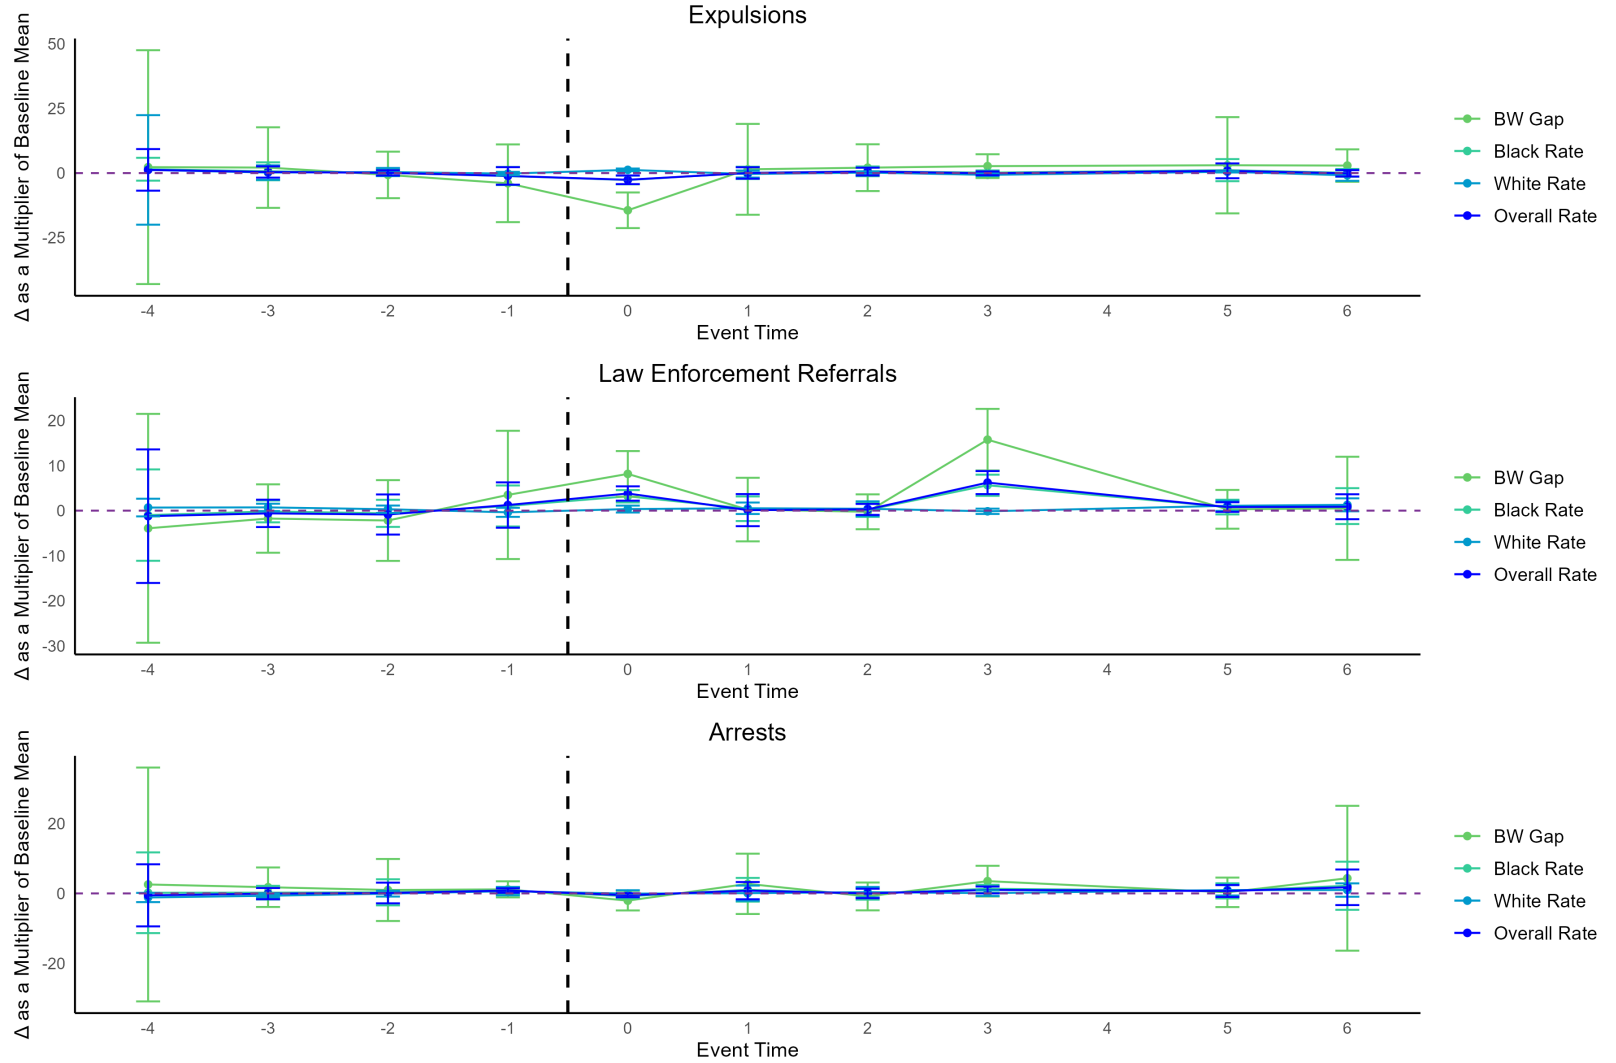 Expulsions
Δ as a Multiplier of Baseline Mean
50
25
0
-25
-4 -3 -2 -1 0 1 2 3 4 5 6
Event Time
BW Gap
Black Rate
White Rate
Overall Rate
Law Enforcement Referrals
Δ as a Multiplier of Baseline Mean
20
10
0
-10
-20
-30
-4 -3 -2 -1 0 1 2 3 4 5 6
Event Time
BW Gap
Black Rate
White Rate
Overall Rate
Arrests
Δ as a Multiplier of Baseline Mean
20
0
-20
-4 -3 -2 -1 0 1 2 3 4 5 6
Event Time
BW Gap
Black Rate
White Rate
Overall Rate